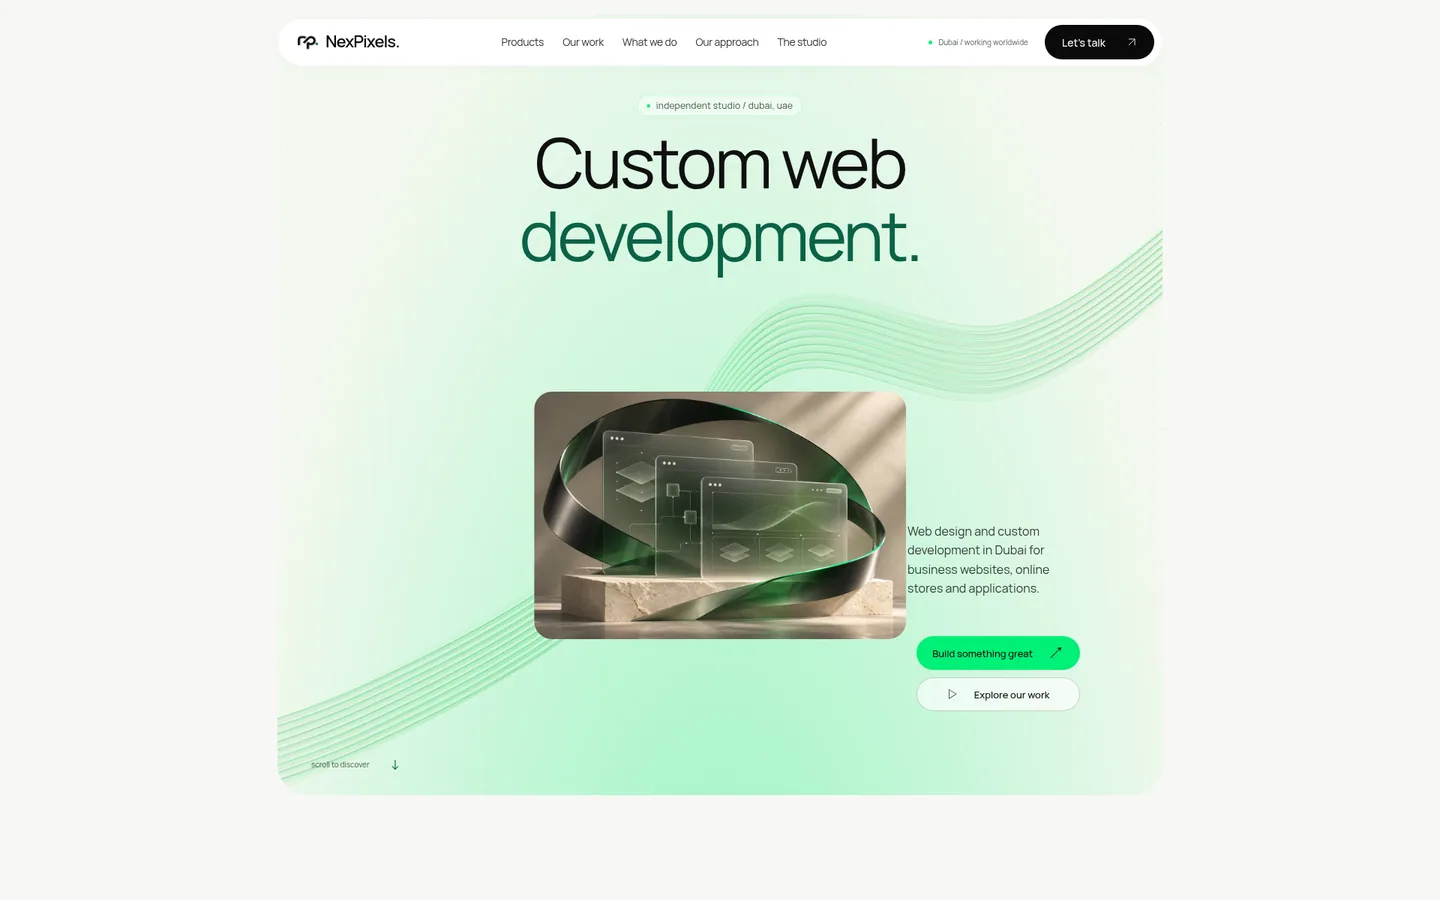 NexPixels.
Products
Our work
What we do
Our approach
The studio
Dubai / working worldwide
Let's talk
independent studio / dubai, uae
Custom web
development.
Web design and custom
development in Dubai for
business websites, online
stores and applications.
Build something great
Explore our work
scroll to discover